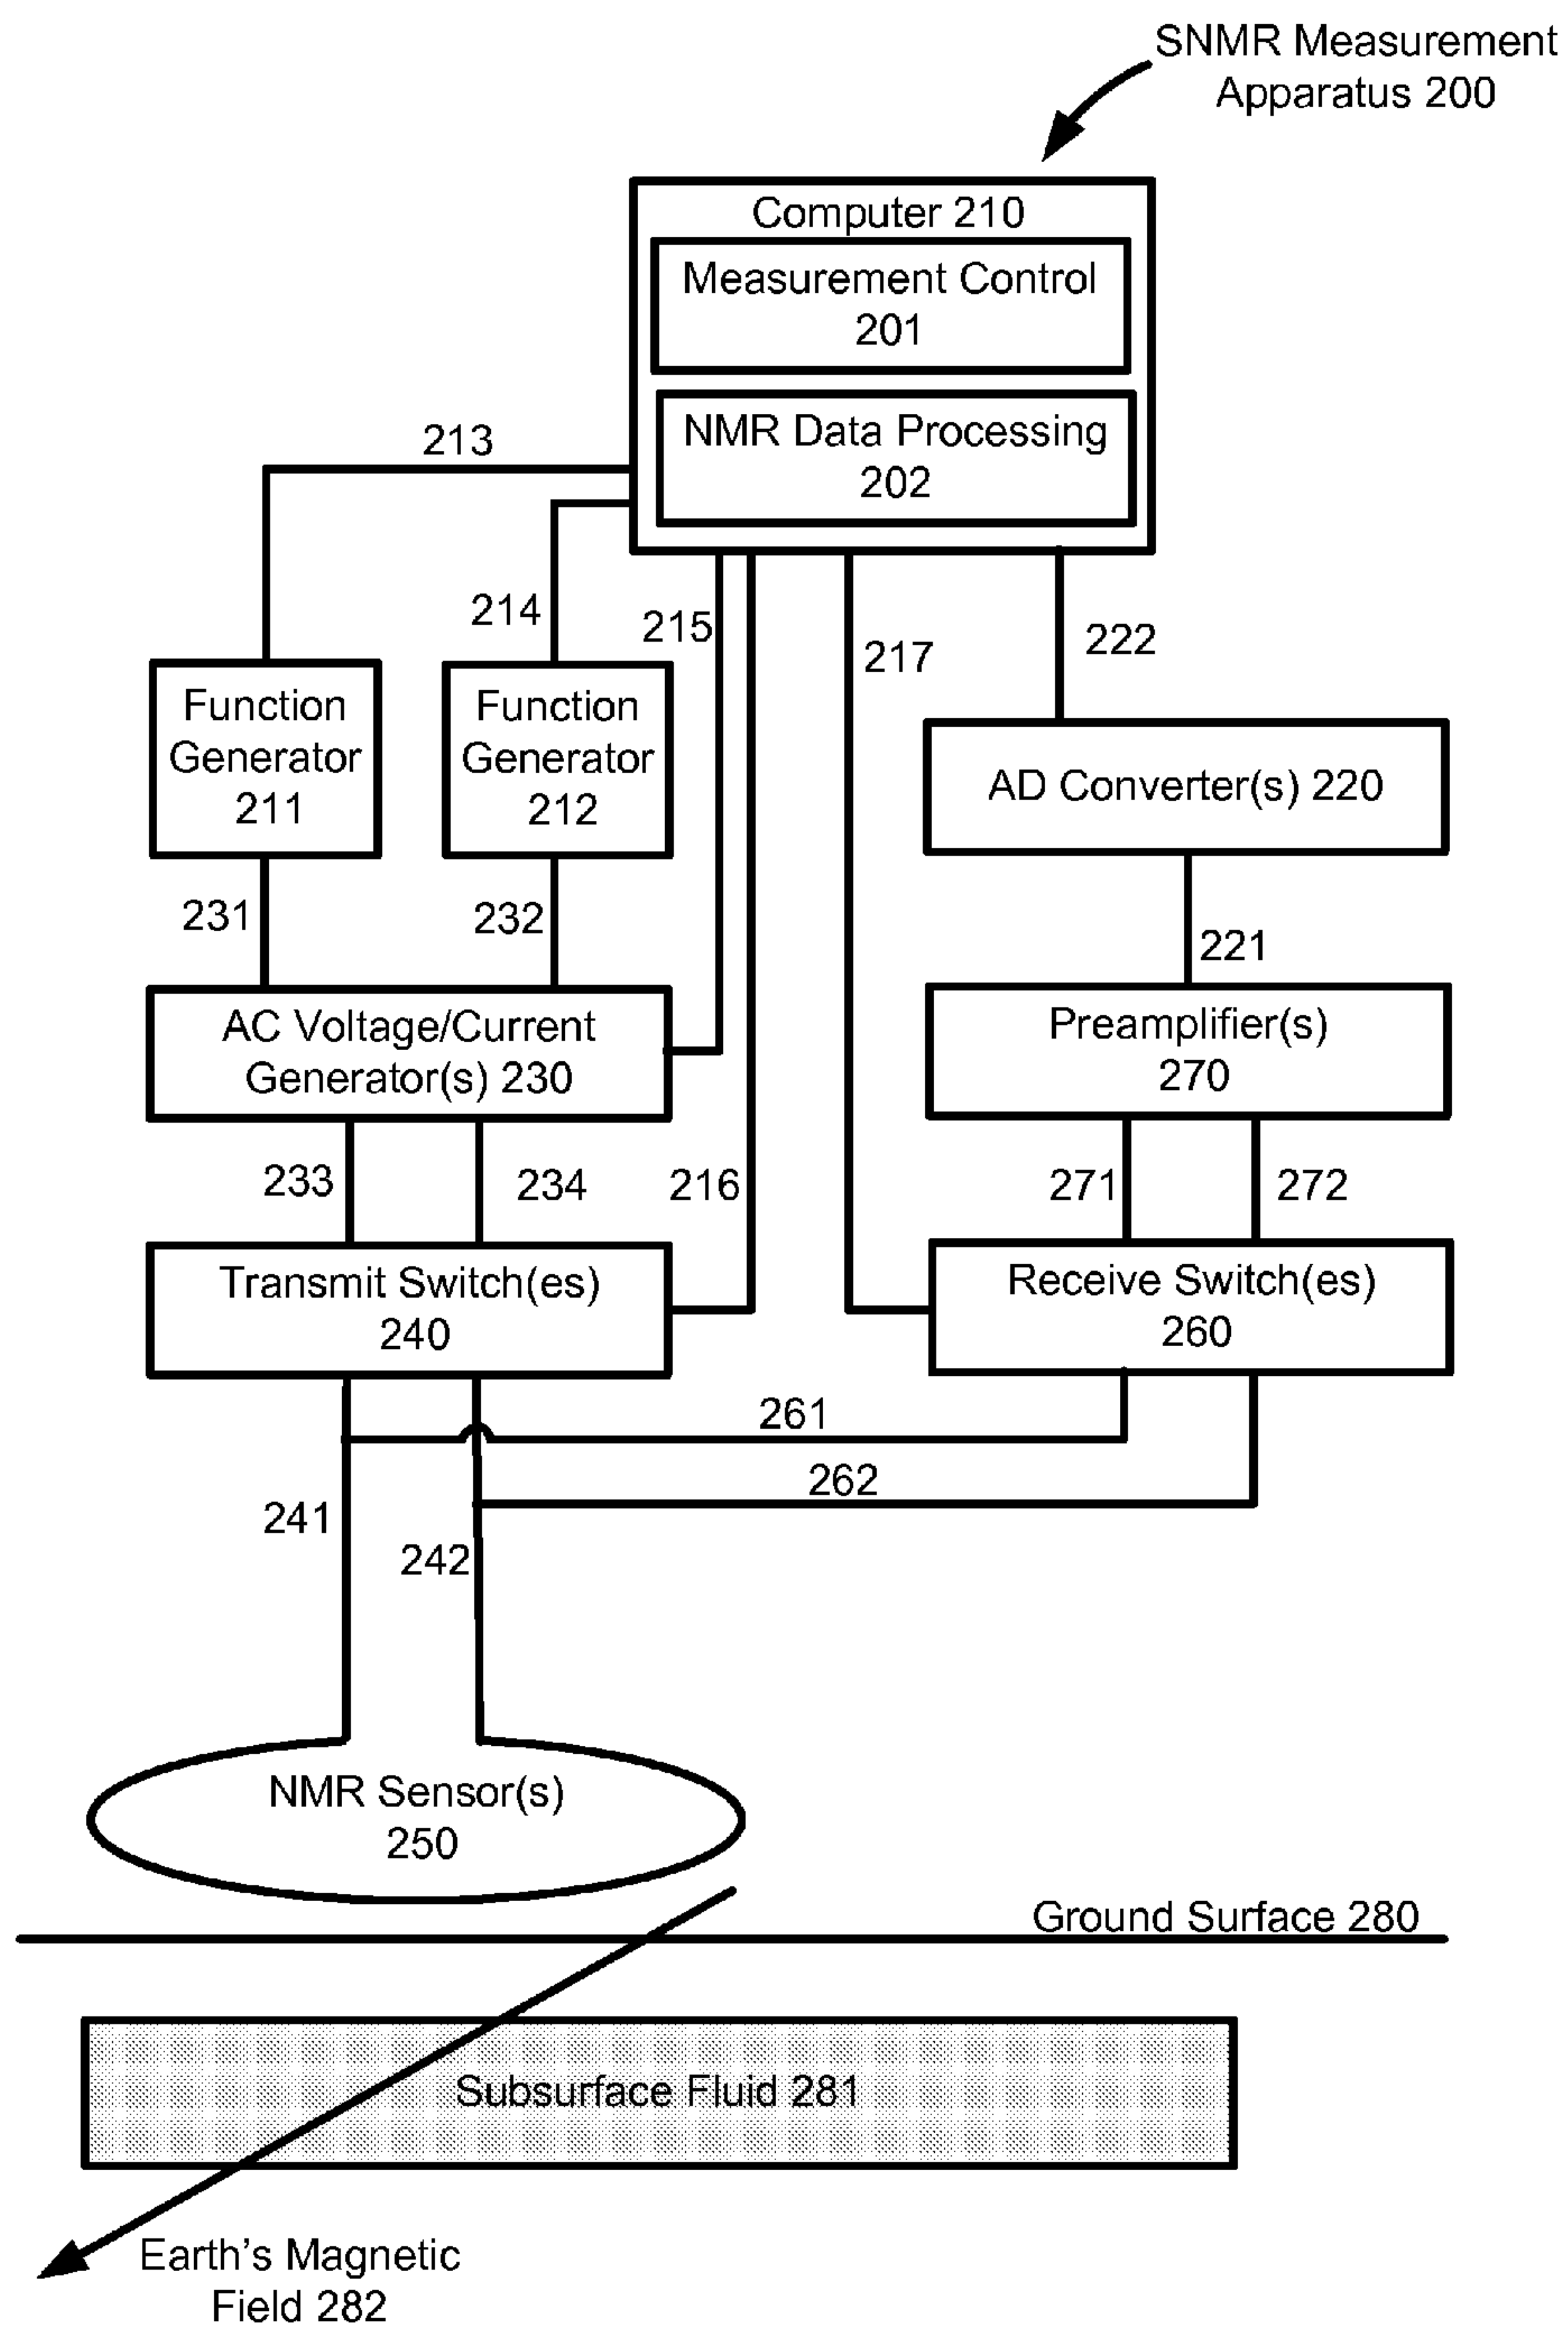 SNMR Measurement
Apparatus 200
Computer 210
Measurement Control
201
NMR Data Processing
202
213
214
215
217
222
Function
Generator
211
Function
Generator
212
AD Converter(s) 220
231
232
221
AC Voltage/Current
Generator(s) 230
Preamplifier(s)
270
233
234
216
271
272
Transmit Switch(es)
240
Receive Switch(es)
260
261
262
241
242
NMR Sensor(s)
250
Ground Surface 280
Subsurface Fluid 281
Earth's Magnetic
Field 282